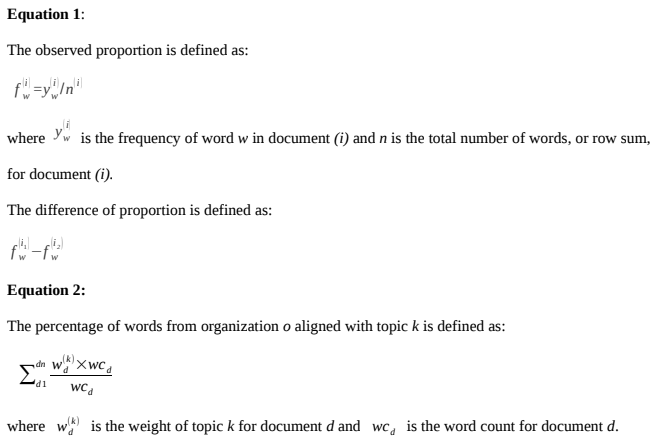 Equation 1:
The observed proportion is defined as:
f_w^(i)=y_w^(i)/n^(i)
where y_w^(i) is the frequency of word w in document (i) and n is the total number of words, or row sum,
for document (i).
The difference of proportion is defined as:
f_w^(i_1)−f_w^(i_2)
Equation 2:
The percentage of words from organization o aligned with topic k is defined as:
∑_{d1}^{dn} (w_d^(k)×wc_d)/(wc_d)
where w_d^(k) is the weight of topic k for document d and wc_d is the word count for document d.